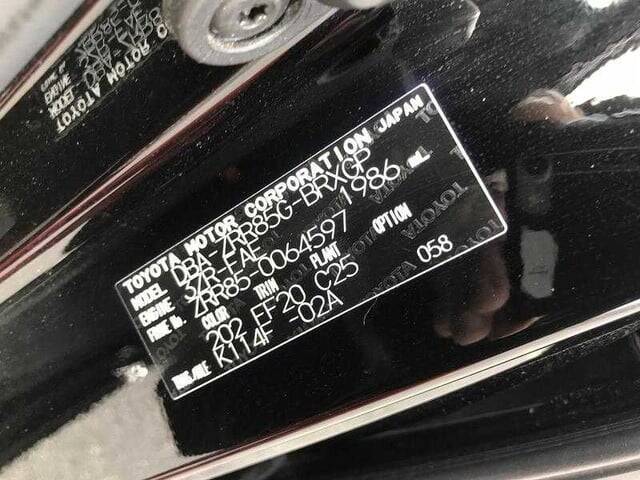 TOYOTA MOTOR CORPORATION JAPAN
MODEL DBA-ZRR85G-BRXGP
ENGINE 3ZR-FAE 1986 mL
FRAME No. ZRR85-0064597
COLOR TRIM PLANT OPTION
202 FF20 C25 058
TRANS./AXLE K114F -02A